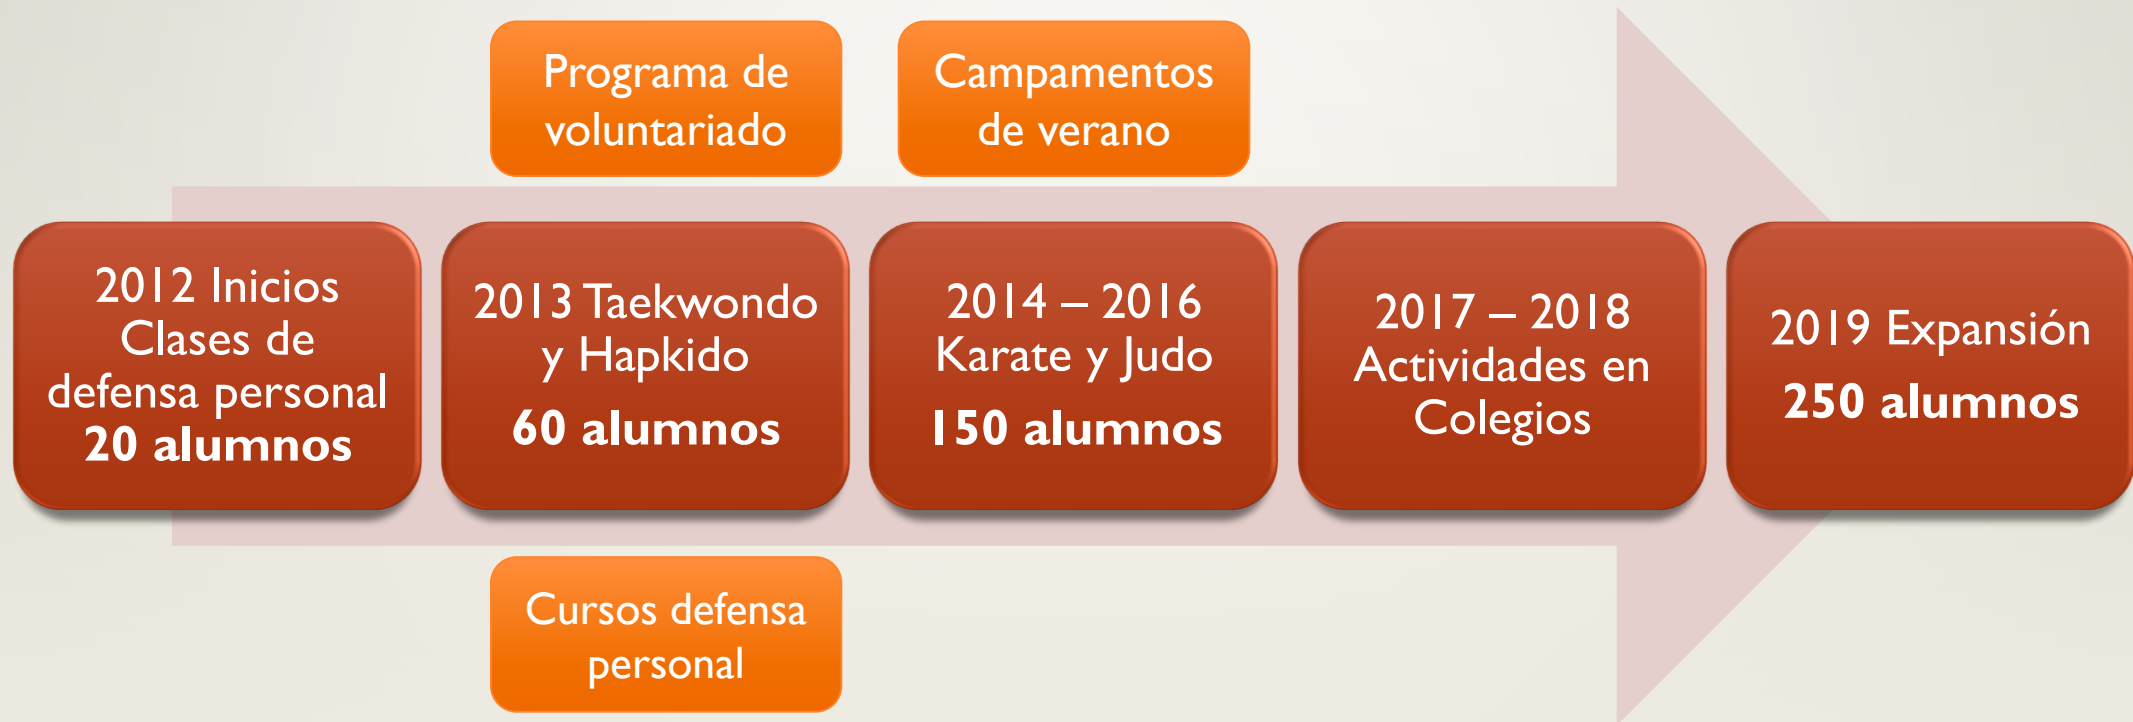 Programa de
voluntariado
Campamentos
de verano
2012 Inicios
Clases de
defensa personal
20 alumnos
2013 Taekwondo
y Hapkido
60 alumnos
2014 – 2016
Karate y Judo
150 alumnos
2017 – 2018
Actividades en
Colegios
2019 Expansión
250 alumnos
Cursos defensa
personal